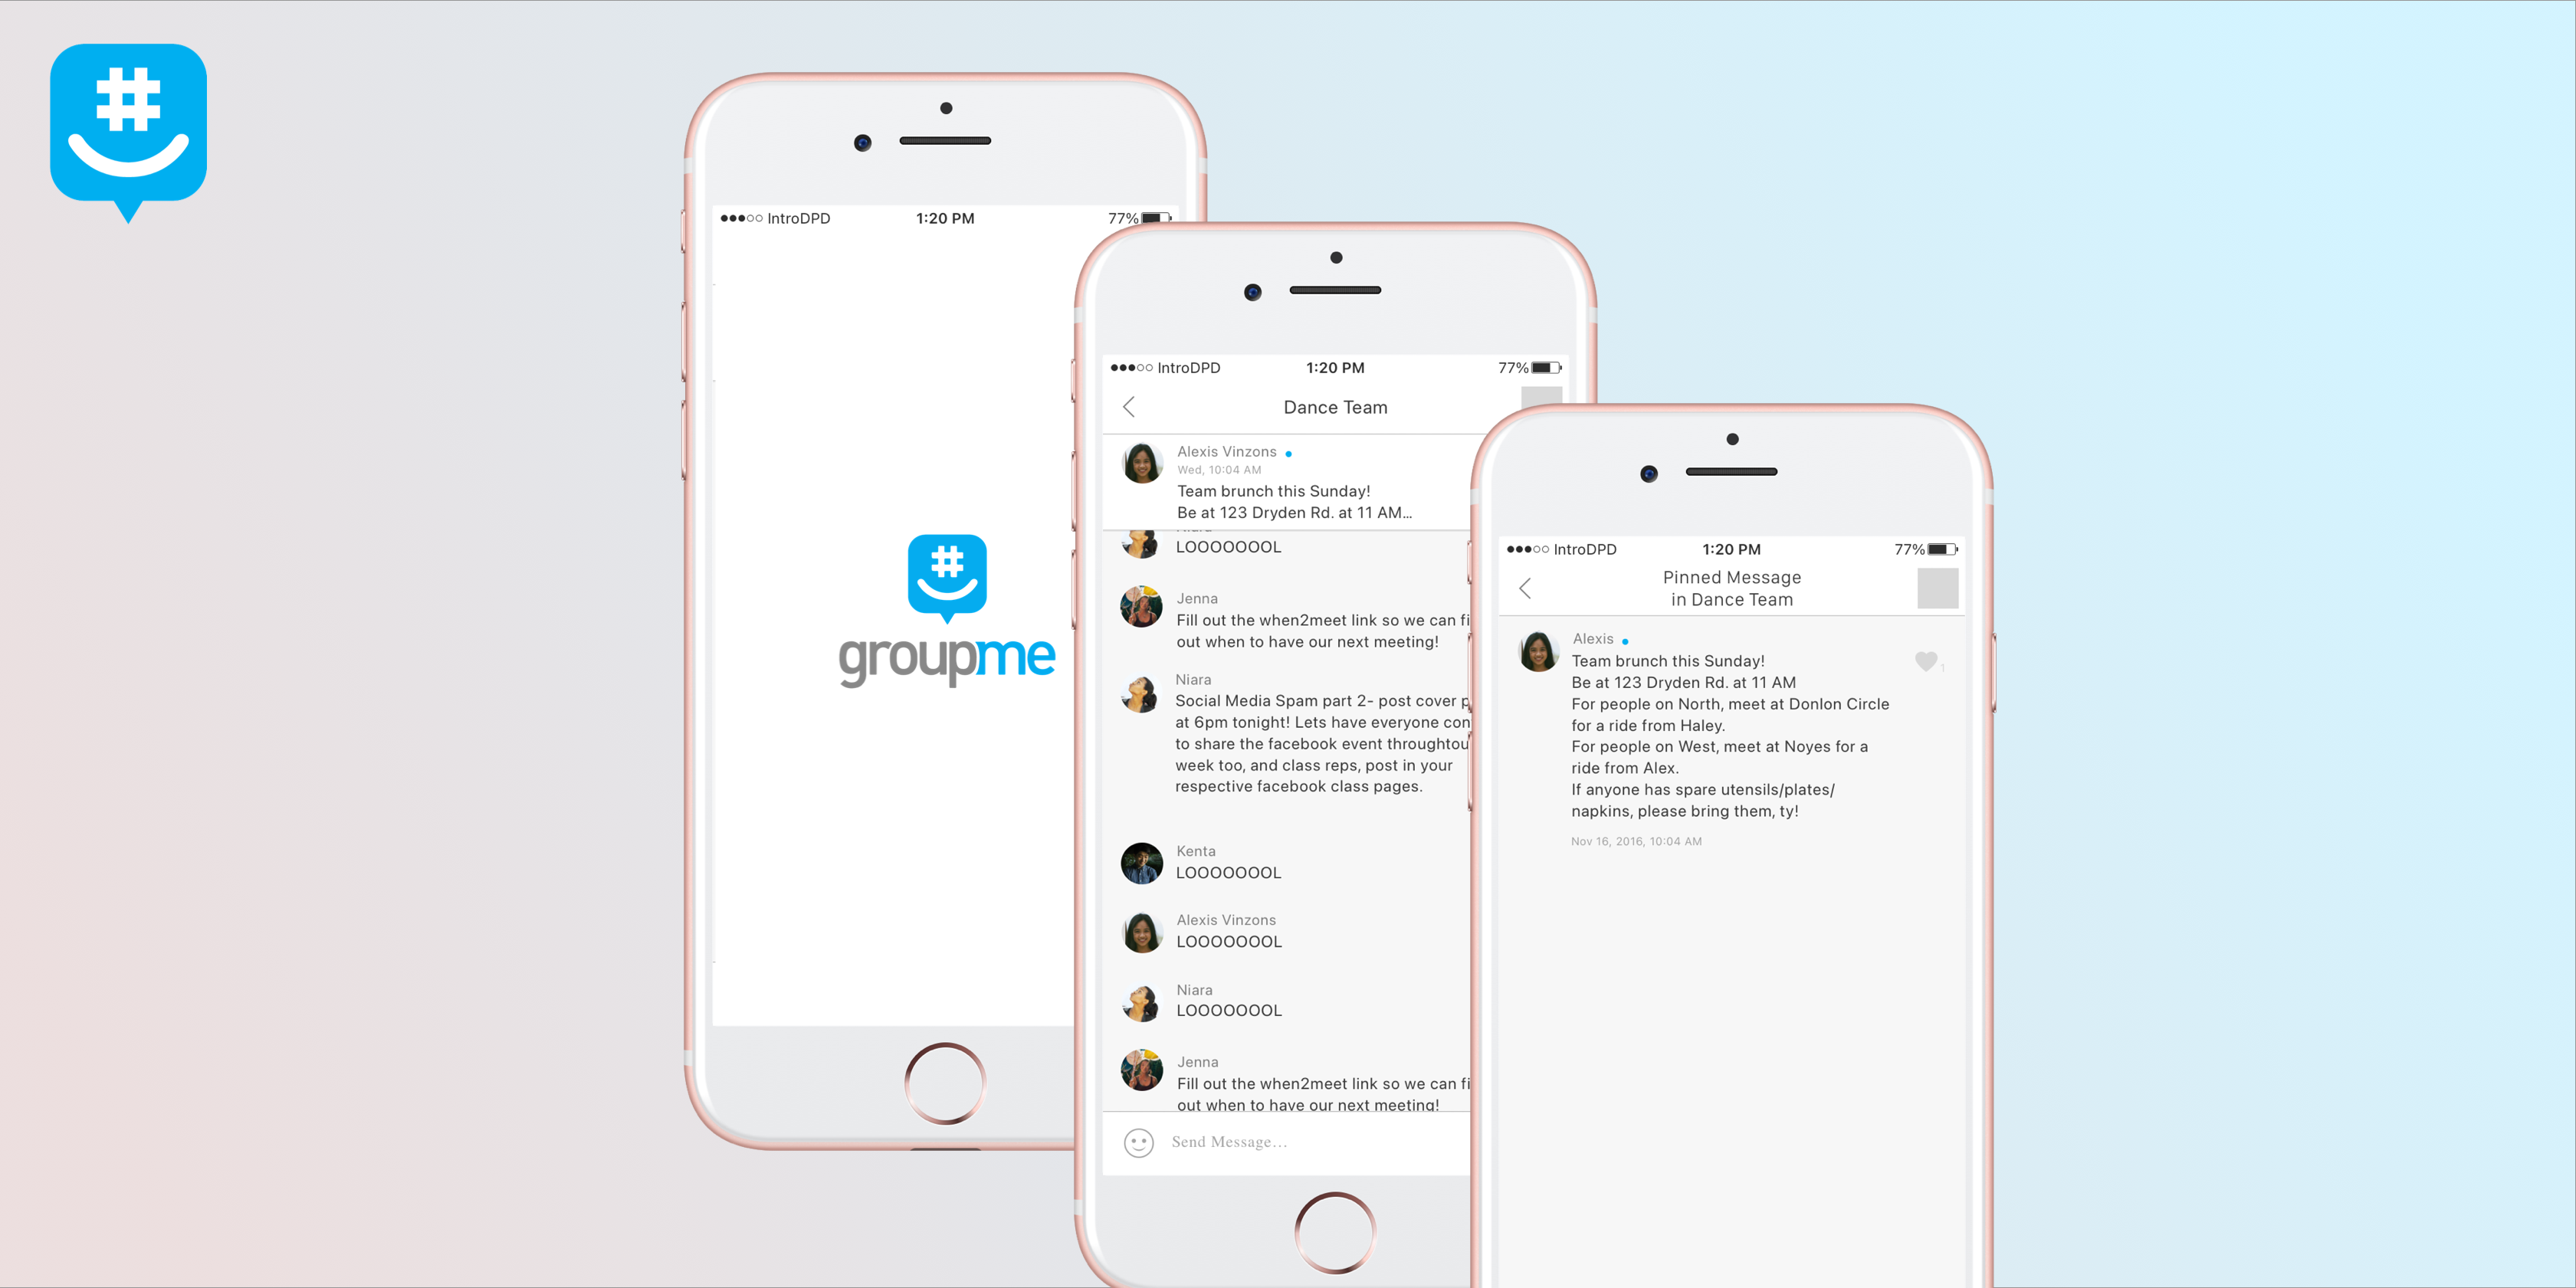 #
IntroDPD
1:20 PM
77%
#
groupme
IntroDPD
1:20 PM
77%
Dance Team
Alexis Vinzons
Wed, 10:04 AM
Team brunch this Sunday!
Be at 123 Dryden Rd. at 11 AM...
LOOOOOOOL
Jenna
Fill out the when2meet link so we can fi
out when to have our next meeting!
Niara
Social Media Spam part 2- post cover p
at 6pm tonight! Lets have everyone con
to share the facebook event throughtou
week too, and class reps, post in your
respective facebook class pages.
Kenta
LOOOOOOOL
Alexis Vinzons
LOOOOOOOL
Niara
LOOOOOOOL
Jenna
Fill out the when2meet link so we can fi
out when to have our next meeting!
Send Message...
IntroDPD
1:20 PM
77%
Pinned Message
in Dance Team
Alexis
Team brunch this Sunday!
Be at 123 Dryden Rd. at 11 AM
For people on North, meet at Donlon Circle
for a ride from Haley.
For people on West, meet at Noyes for a
ride from Alex.
If anyone has spare utensils/plates/
napkins, please bring them, ty!
1
Nov 16, 2016, 10:04 AM